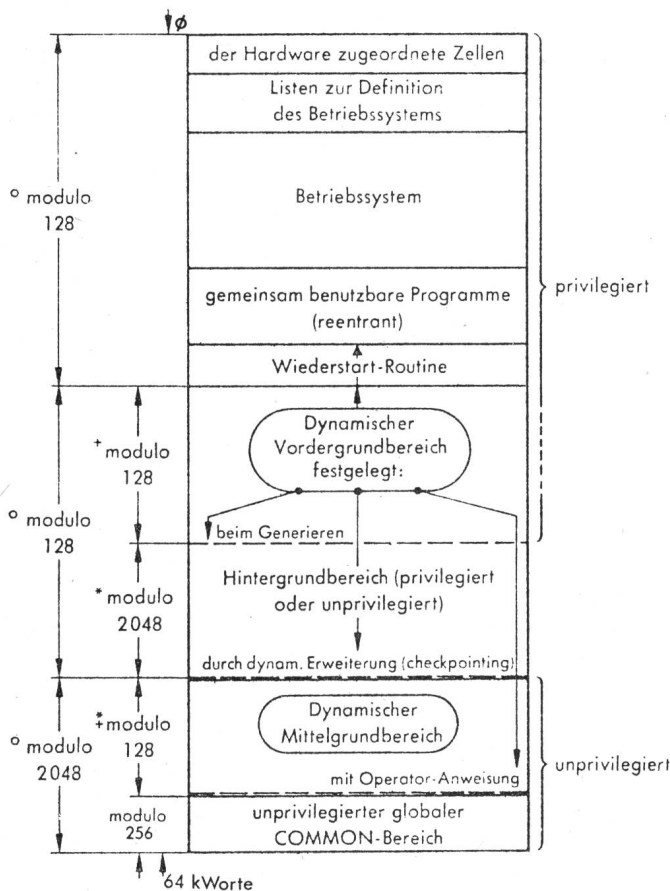 ϕ
der Hardware zugeordnete Zellen
Listen zur Definition
des Betriebssystems
Betriebssystem
° modulo
128
privilegiert
gemeinsam benutzbare Programme
(reentrant)
Wiederstart-Routine
Dynamischer
Vordergrundbereich
festgelegt:
+ modulo
128
° modulo
128
beim Generieren
Hintergrundbereich (privilegiert
oder unprivilegiert)
* modulo
2048
durch dynam. Erweiterung (checkpointing)
Dynamischer
Mittelgrundbereich
*+ modulo
128
° modulo
2048
mit Operator-Anweisung
unprivilegiert
modulo
256
unprivilegierter globaler
COMMON-Bereich
64 kWorte